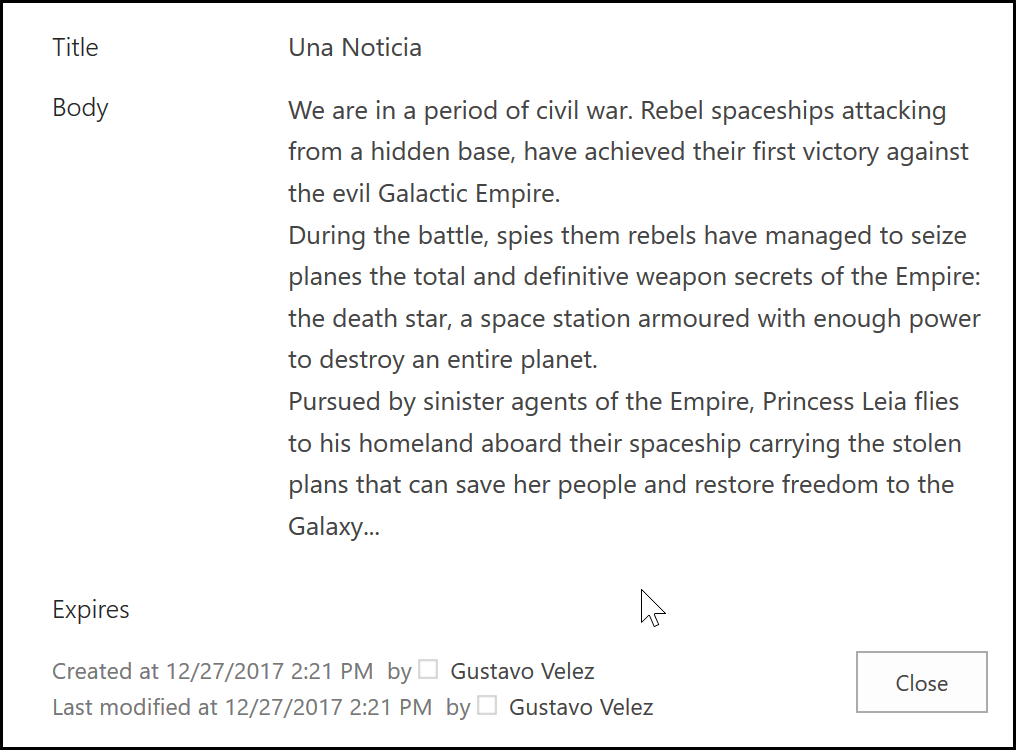 Title
Una Noticia
Body
We are in a period of civil war. Rebel spaceships attacking
from a hidden base, have achieved their first victory against
the evil Galactic Empire.
During the battle, spies them rebels have managed to seize
planes the total and definitive weapon secrets of the Empire:
the death star, a space station armoured with enough power
to destroy an entire planet.
Pursued by sinister agents of the Empire, Princess Leia flies
to his homeland aboard their spaceship carrying the stolen
plans that can save her people and restore freedom to the
Galaxy...
Expires
Created at 12/27/2017 2:21 PM by Gustavo Velez
Last modified at 12/27/2017 2:21 PM by Gustavo Velez
Close